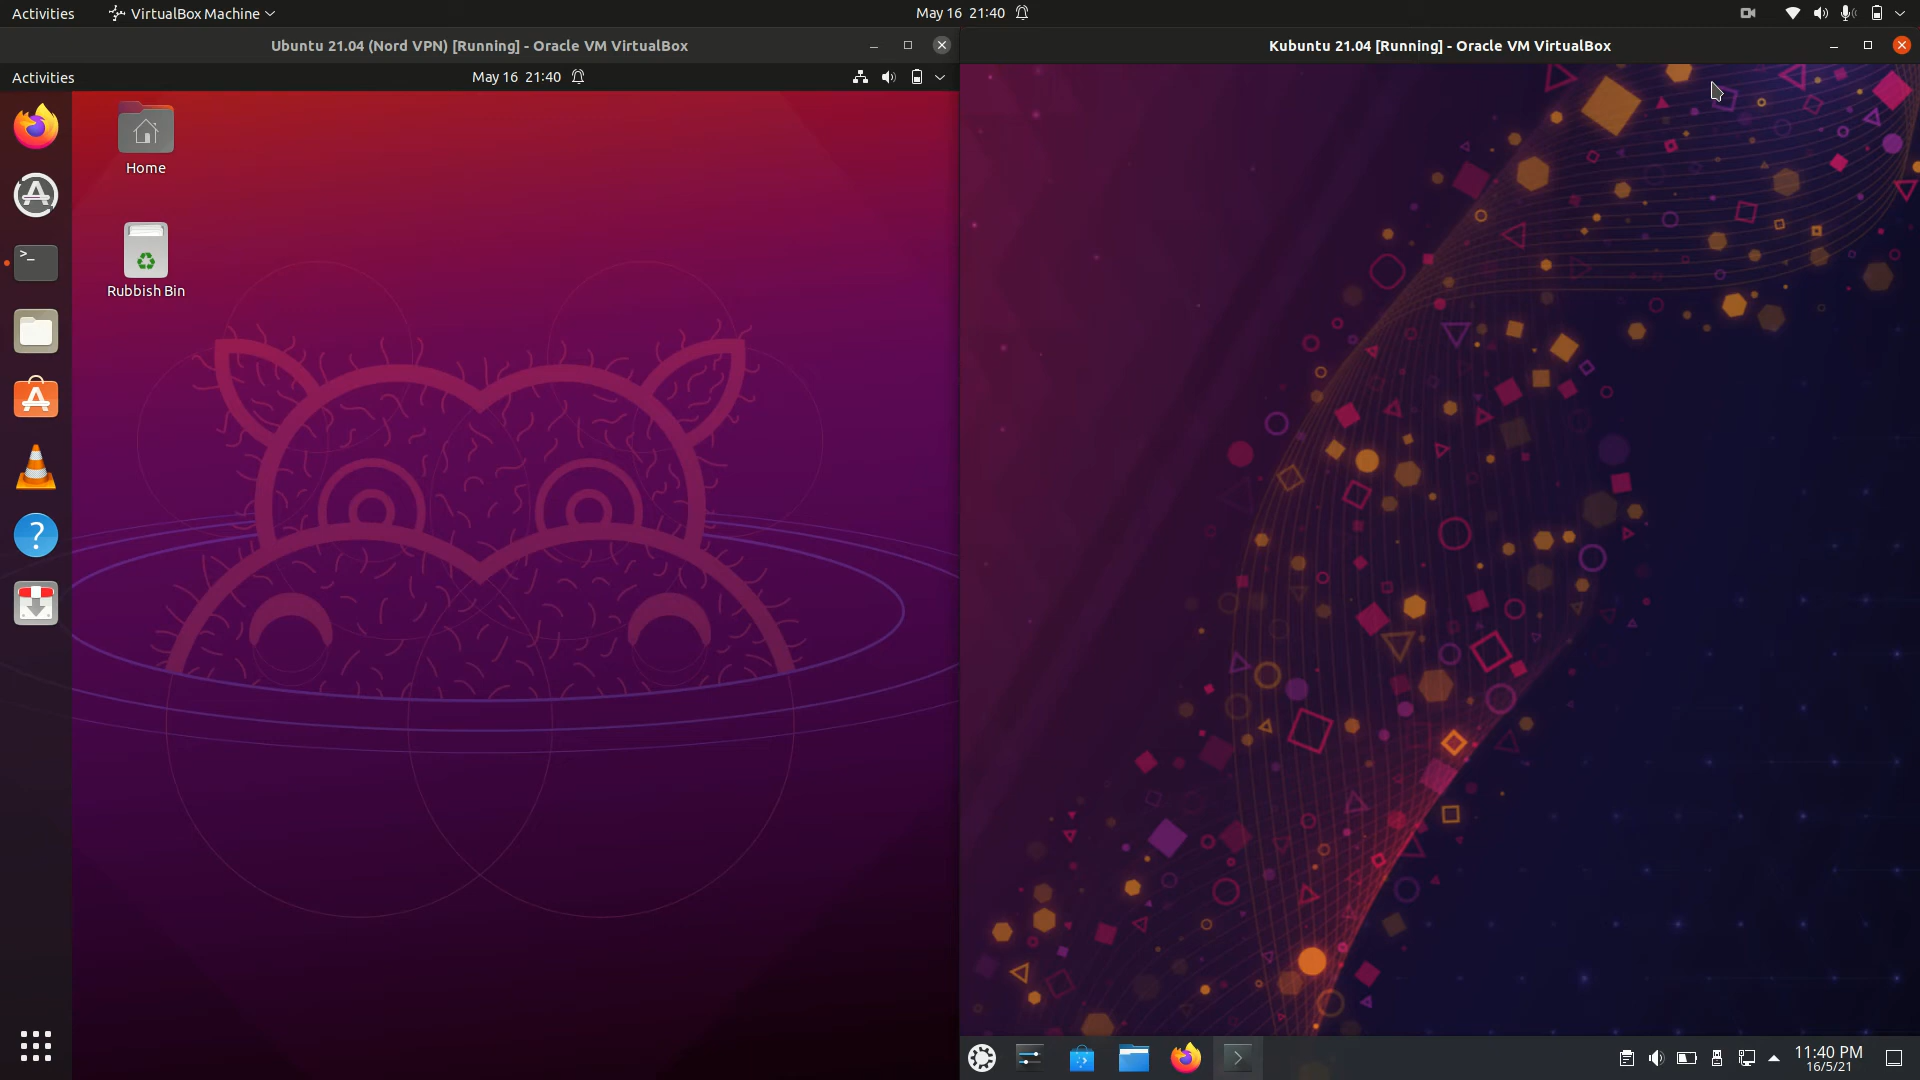 Activities
VirtualBox Machine
May 16 21:40
Ubuntu 21.04 (Nord VPN) [Running] - Oracle VM VirtualBox
Kubuntu 21.04 [Running] - Oracle VM VirtualBox
Activities
May 16 21:40
Home
Rubbish Bin
11:40 PM
16/5/21